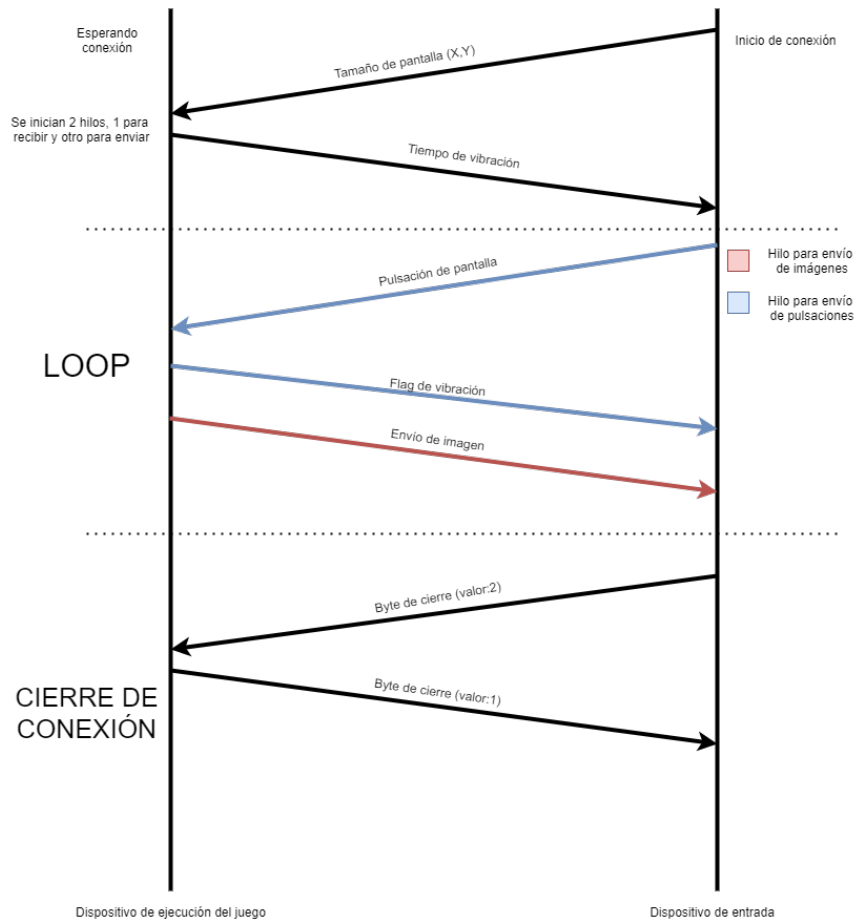 Esperando
conexión
Inicio de conexión
Tamaño de pantalla (X,Y)
Se inician 2 hilos, 1 para
recibir y otro para enviar
Tiempo de vibración
Hilo para envío
de imágenes
Pulsación de pantalla
Hilo para envío
de pulsaciones
LOOP
Flag de vibración
Envío de imagen
Byte de cierre (valor:2)
Byte de cierre (valor:1)
CIERRE DE
CONEXIÓN
Dispositivo de ejecución del juego
Dispositivo de entrada